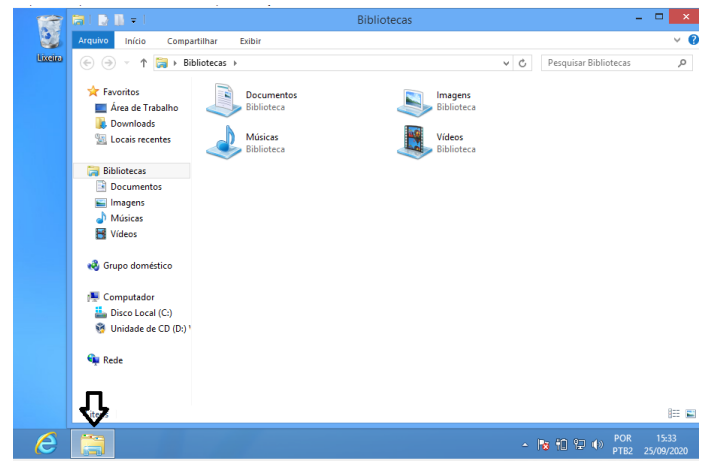 Bibliotecas
Lixeira
Arquivo Início Compartilhar Exibir
Bibliotecas
Pesquisar Bibliotecas
Favoritos
Área de Trabalho
Downloads
Locais recentes
Bibliotecas
Documentos
Imagens
Músicas
Vídeos
Grupo doméstico
Computador
Disco Local (C:)
Unidade de CD (D:)
Rede
Documentos
Biblioteca
Imagens
Biblioteca
Músicas
Biblioteca
Vídeos
Biblioteca
POR 15:33
PTB2 25/09/2020